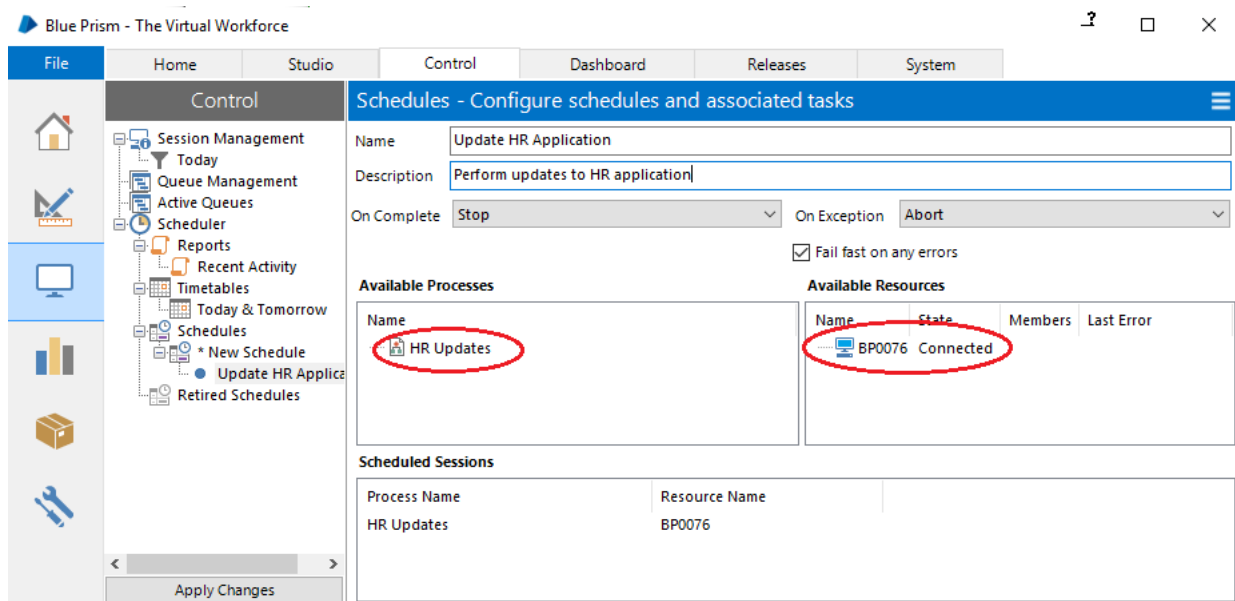 Blue Prism - The Virtual Workforce
File Home Studio Control Dashboard Releases System
Control
Session Management
Today
Queue Management
Active Queues
Scheduler
Reports
Recent Activity
Timetables
Today & Tomorrow
Schedules
* New Schedule
Update HR Applica
Retired Schedules
Apply Changes
Schedules - Configure schedules and associated tasks
Name Update HR Application
Description Perform updates to HR application
On Complete Stop On Exception Abort
Fail fast on any errors
Available Processes
Name
HR Updates
Available Resources
Name State Members Last Error
BP0076 Connected
Scheduled Sessions
Process Name Resource Name
HR Updates BP0076